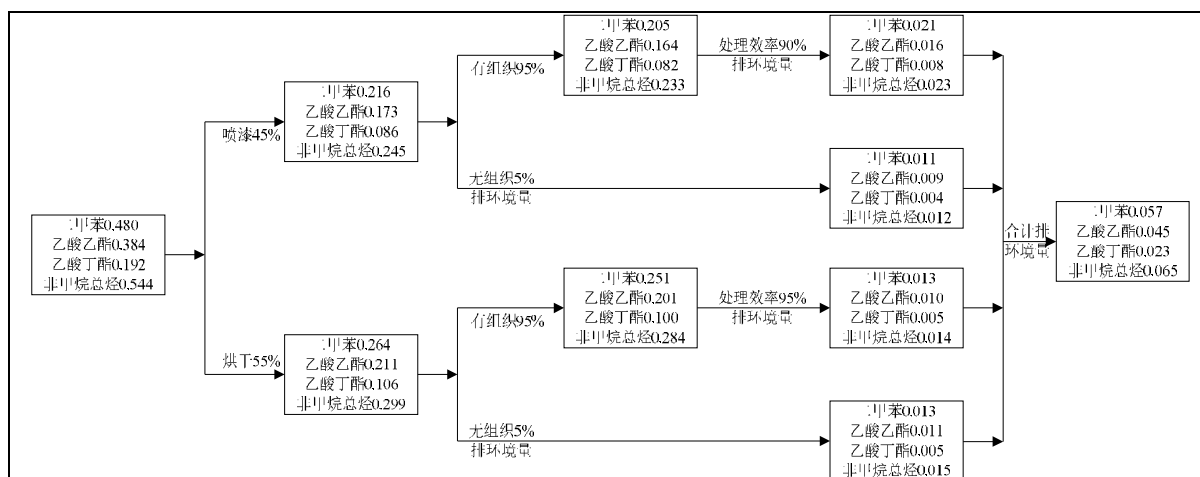 二甲苯0.480
乙酸乙酯0.384
乙酸丁酯0.192
非甲烷总烃0.544
喷漆45%
二甲苯0.216
乙酸乙酯0.173
乙酸丁酯0.086
非甲烷总烃0.245
有组织95%
二甲苯0.205
乙酸乙酯0.164
乙酸丁酯0.082
非甲烷总烃0.233
处理效率90%
排环境量
二甲苯0.021
乙酸乙酯0.016
乙酸丁酯0.008
非甲烷总烃0.023
无组织5%
排环境量
二甲苯0.011
乙酸乙酯0.009
乙酸丁酯0.004
非甲烷总烃0.012
烘干55%
二甲苯0.264
乙酸乙酯0.211
乙酸丁酯0.106
非甲烷总烃0.299
有组织95%
二甲苯0.251
乙酸乙酯0.201
乙酸丁酯0.100
非甲烷总烃0.284
处理效率95%
排环境量
二甲苯0.013
乙酸乙酯0.010
乙酸丁酯0.005
非甲烷总烃0.014
无组织5%
排环境量
二甲苯0.013
乙酸乙酯0.011
乙酸丁酯0.005
非甲烷总烃0.015
合计排
环境量
二甲苯0.057
乙酸乙酯0.045
乙酸丁酯0.023
非甲烷总烃0.065